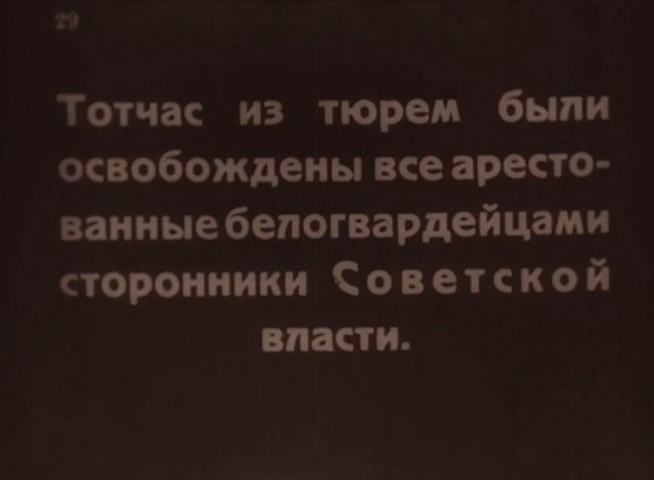 29
Тотчас из тюрем были
освобождены все аресто-
ванные белогвардейцами
сторонники Советской
власти.